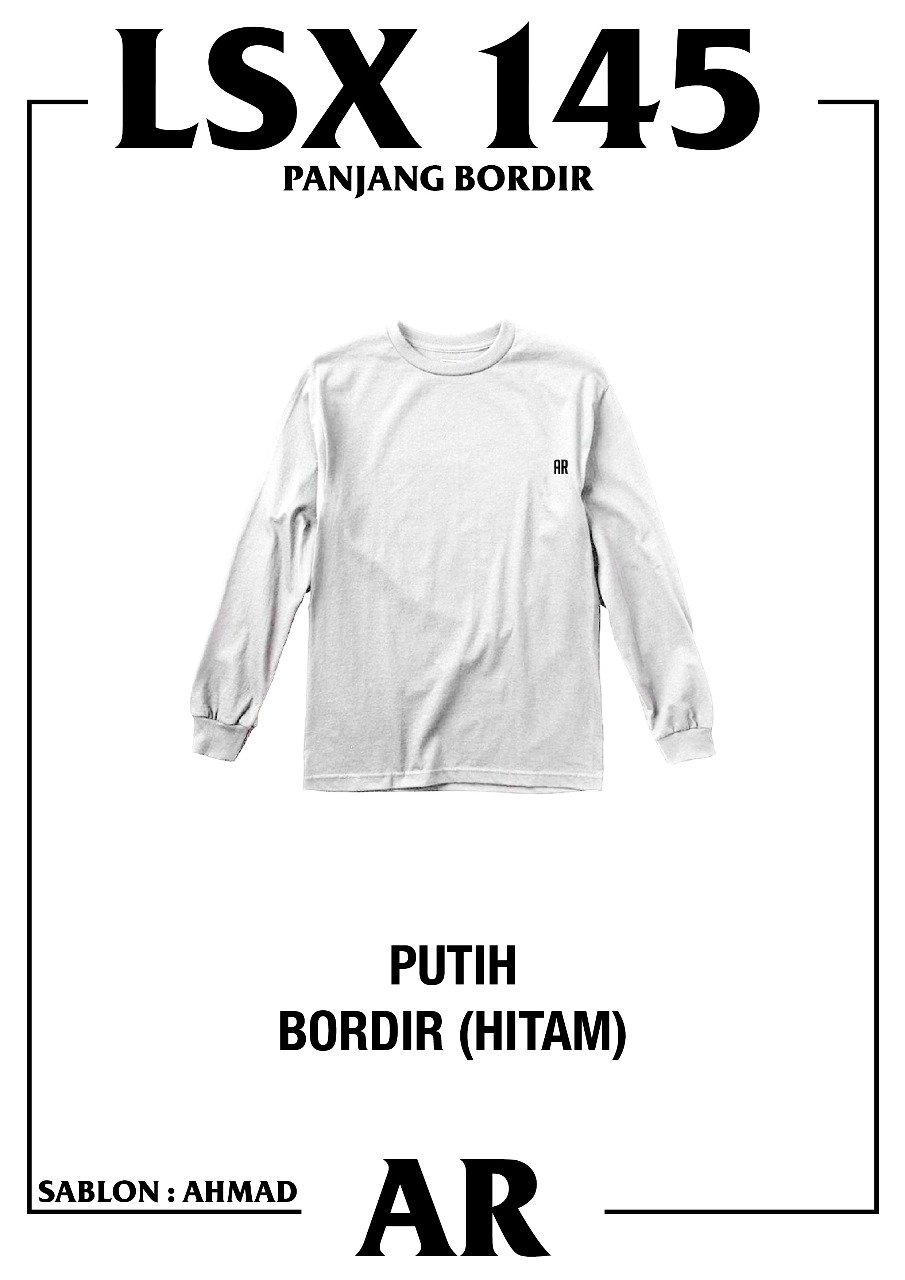 LSX 145
PANJANG BORDIR
AR
PUTIH
BORDIR (HITAM)
SABLON : AHMAD
AR